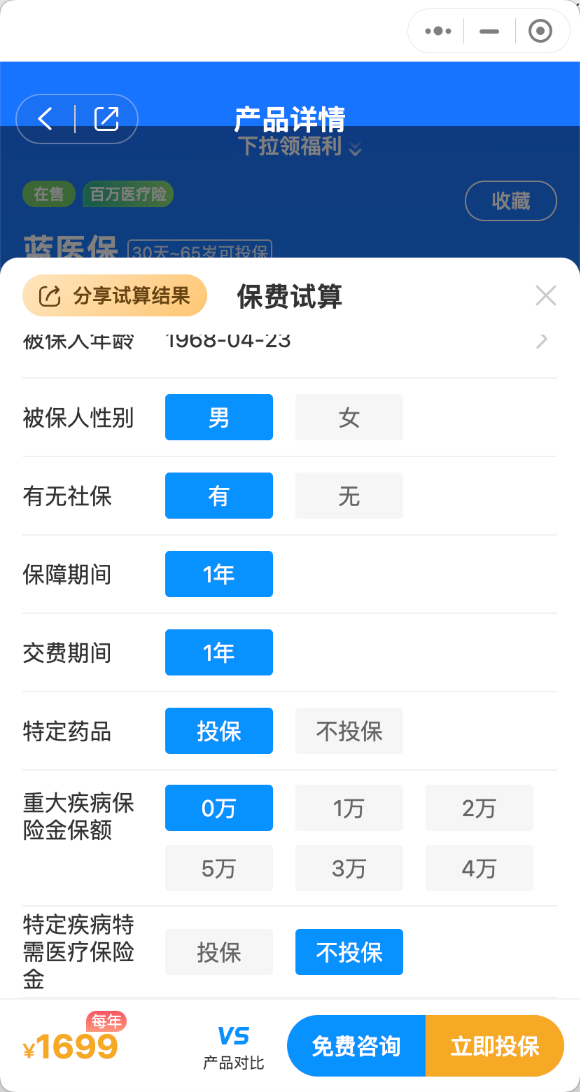 产品详情
下拉领福利
在售 百万医疗险
收藏
蓝医保 30天~65岁可投保
分享试算结果 保费试算
被保人年龄 1968-04-23
被保人性别 男 女
有无社保 有 无
保障期间 1年
交费期间 1年
特定药品 投保 不投保
重大疾病保
险金保额
0万 1万 2万
5万 3万 4万
特定疾病特
需医疗保险
金
投保 不投保
每年
¥1699
VS
产品对比
免费咨询 立即投保